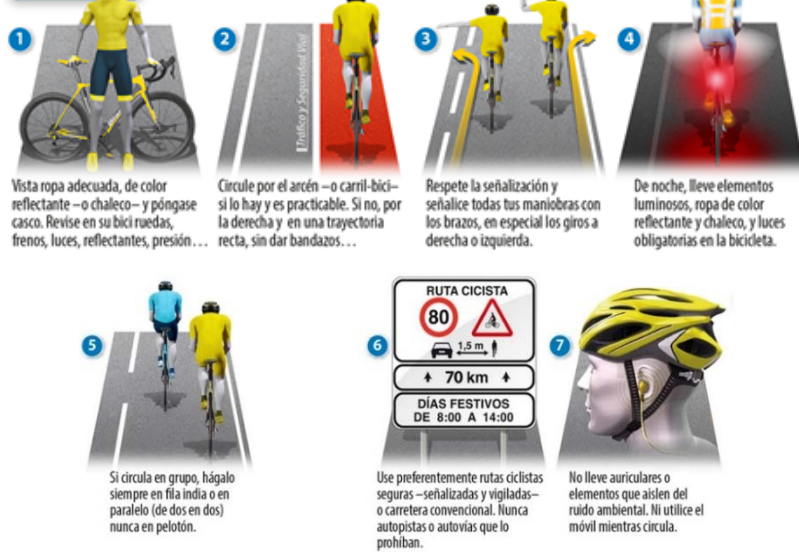 1
Vista ropa adecuada, de color
reflectante –o chaleco– y póngase
casco. Revise en su bici ruedas,
frenos, luces, reflectantes, presión…
2
Tráfico y Seguridad Vial
Circule por el arcén –o carril-bici–
si lo hay y es practicable. Si no, por
la derecha y en una trayectoria
recta, sin dar bandazos…
3
Respete la señalización y
señalice todas tus maniobras con
los brazos, en especial los giros a
derecha o izquierda.
4
De noche, lleve elementos
luminosos, ropa de color
reflectante y chaleco, y luces
obligatorias en la bicicleta.
5
Si circula en grupo, hágalo
siempre en fila india o en
paralelo (de dos en dos)
nunca en pelotón.
6
RUTA CICISTA
80
1,5 m
70 km
DÍAS FESTIVOS
DE 8:00 A 14:00
Use preferentemente rutas ciclistas
seguras –señalizadas y vigiladas–
o carretera convencional. Nunca
autopistas o autovías que lo
prohíban.
7
No lleve auriculares o
elementos que aislen del
ruido ambiental. Ni utilice el
móvil mientras circula.